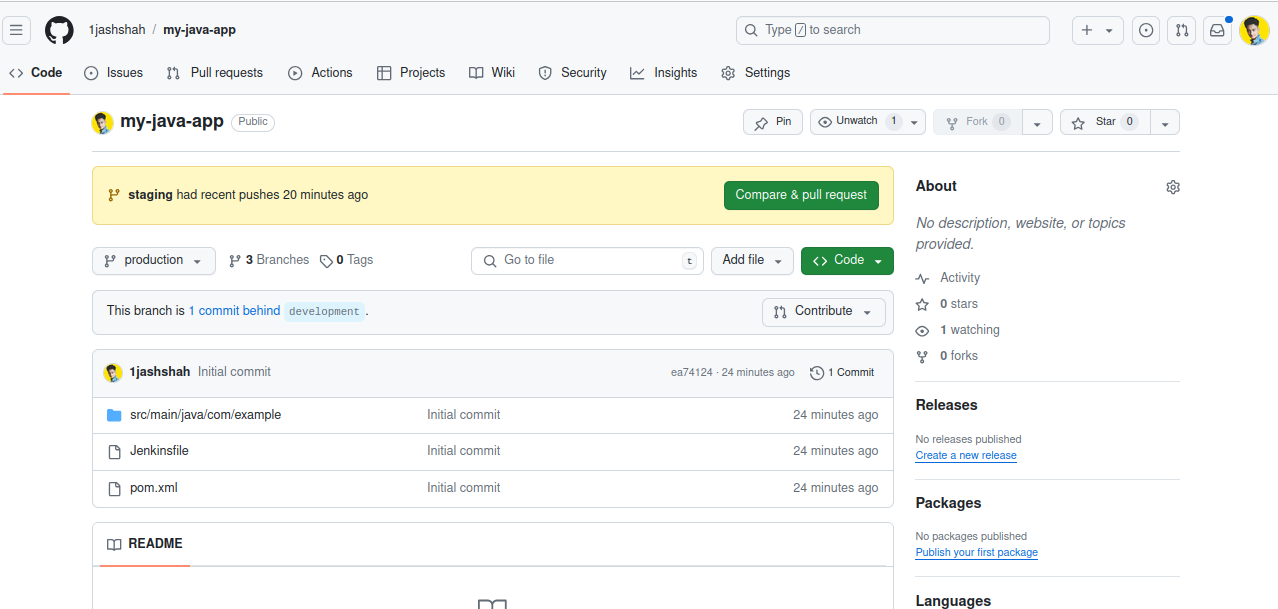 1jashshah / my-java-app
Type / to search
Code Issues Pull requests Actions Projects Wiki Security Insights Settings
my-java-app Public
Pin Unwatch 1 Fork 0 Star 0
staging had recent pushes 20 minutes ago
Compare & pull request
production 3 Branches 0 Tags
Go to file t
Add file Code
This branch is 1 commit behind development .
Contribute
1jashshah Initial commit ea74124 · 24 minutes ago 1 Commit
src/main/java/com/example Initial commit 24 minutes ago
Jenkinsfile Initial commit 24 minutes ago
pom.xml Initial commit 24 minutes ago
README
About
No description, website, or topics
provided.
Activity
0 stars
1 watching
0 forks
Releases
No releases published
Create a new release
Packages
No packages published
Publish your first package
Languages